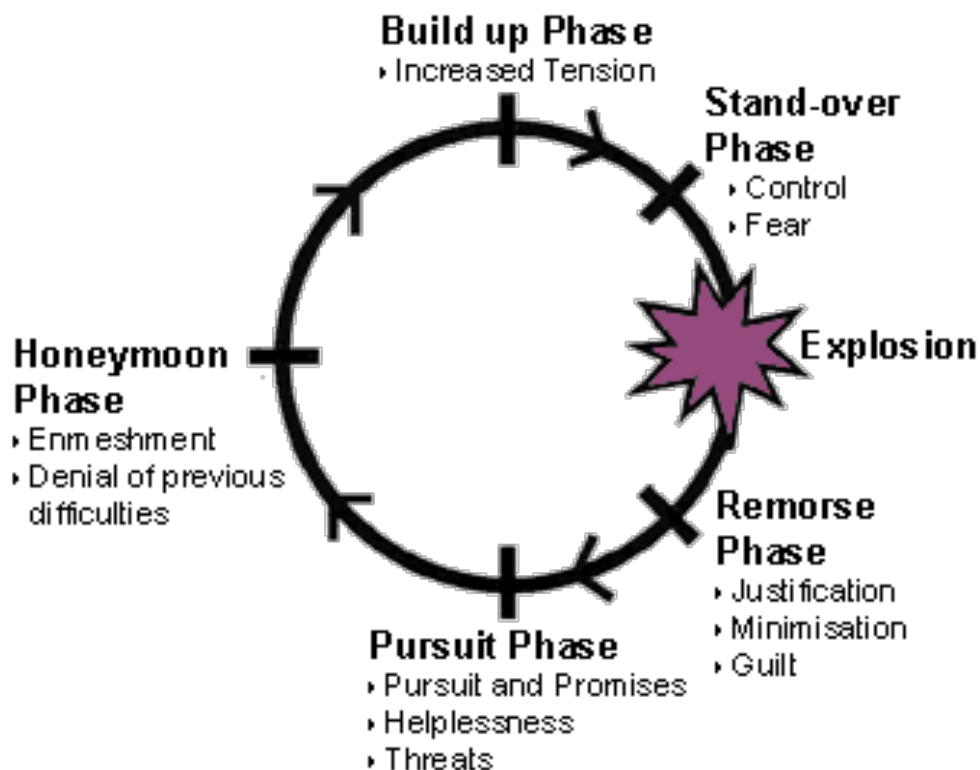 Build up Phase
‣ Increased Tension
Stand-over
Phase
‣ Control
‣ Fear
Explosion
Remorse
Phase
‣ Justification
‣ Minimisation
‣ Guilt
Pursuit Phase
‣ Pursuit and Promises
‣ Helplessness
‣ Threats
Honeymoon
Phase
‣ Enmeshment
‣ Denial of previous
difficulties